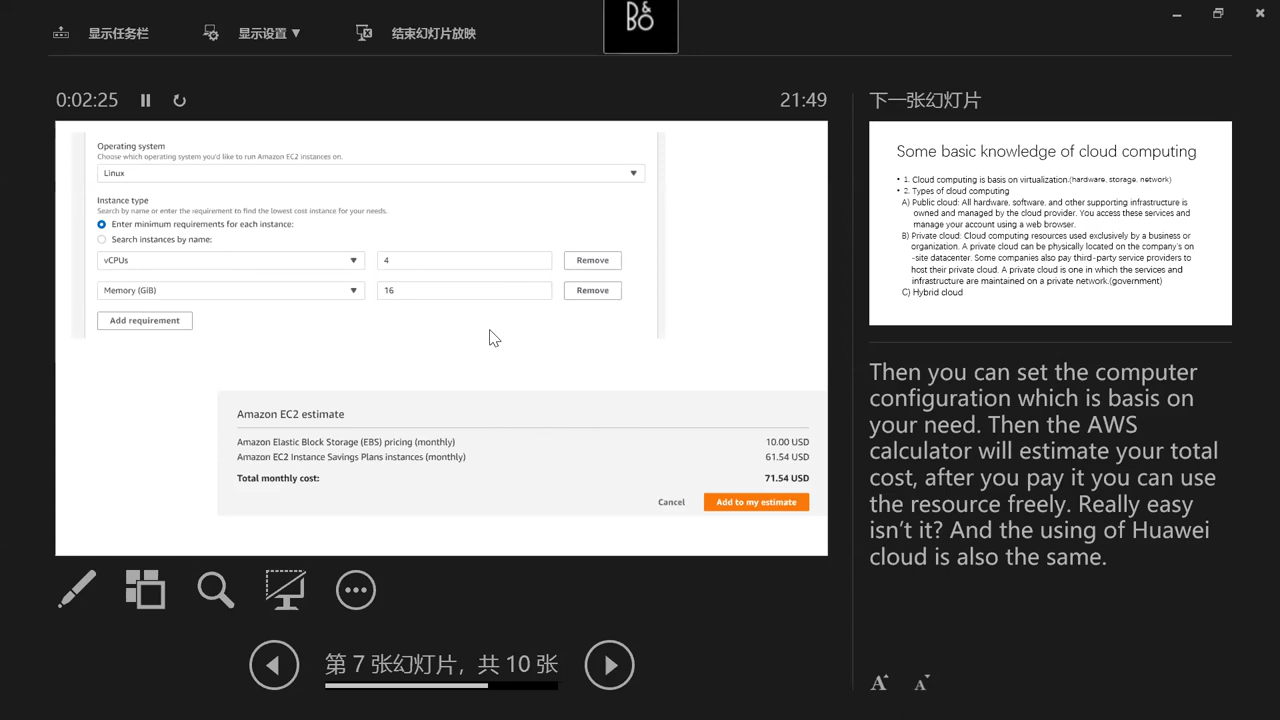 显示任务栏
显示设置 ▼
结束幻灯片放映
B&O
0:02:25
21:49
Operating system
Choose which operating system you'd like to run Amazon EC2 instances on.
Linux
Instance type
Search by name or enter the requirement to find the lowest cost instance for your needs.
Enter minimum requirements for each instance:
Search instances by name:
vCPUs
4
Remove
Memory (GiB)
16
Remove
Add requirement
Amazon EC2 estimate
Amazon Elastic Block Storage (EBS) pricing (monthly)
10.00 USD
Amazon EC2 Instance Savings Plans instances (monthly)
61.54 USD
Total monthly cost:
71.54 USD
Cancel
Add to my estimate
第 7 张幻灯片，共 10 张
下一张幻灯片
Some basic knowledge of cloud computing
• 1. Cloud computing is basis on virtualization.(hardware, storage, network)
• 2. Types of cloud computing
A) Public cloud: All hardware, software, and other supporting infrastructure is
owned and managed by the cloud provider. You access these services and
manage your account using a web browser.
B) Private cloud: Cloud computing resources used exclusively by a business or
organization. A private cloud can be physically located on the company's on
-site datacenter. Some companies also pay third-party service providers to
host their private cloud. A private cloud is one in which the services and
infrastructure are maintained on a private network.(government)
C) Hybrid cloud
Then you can set the computer
configuration which is basis on
your need. Then the AWS
calculator will estimate your total
cost, after you pay it you can use
the resource freely. Really easy
isn't it? And the using of Huawei
cloud is also the same.
A A